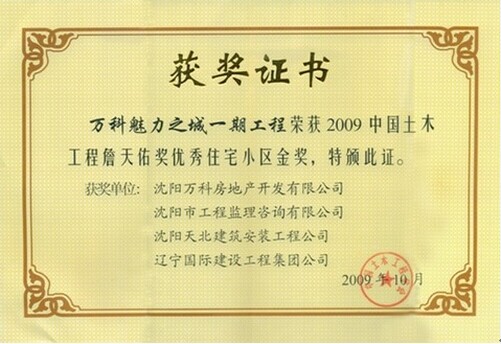 获奖证书
万科魅力之城一期工程荣获2009中国土木
工程詹天佑奖优秀住宅小区金奖，特颁此证。
获奖单位：沈阳万科房地产开发有限公司
沈阳市工程监理咨询有限公司
沈阳天北建筑安装工程公司
辽宁国际建设工程集团公司
2009年10月